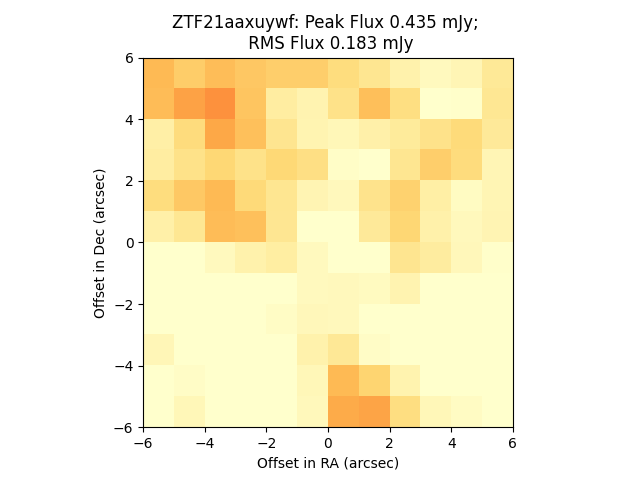 ZTF21aaxuywf: Peak Flux 0.435 mJy;
RMS Flux 0.183 mJy
6
4
2
0
−2
−4
−6
Offset in Dec (arcsec)
−6 −4 −2 0 2 4 6
Offset in RA (arcsec)